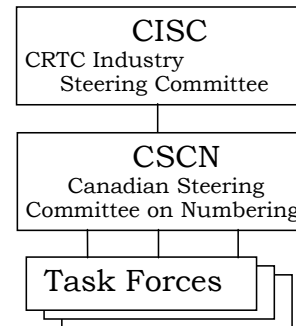 CISC
CRTC Industry
Steering Committee
CSCN
Canadian Steering
Committee on Numbering
Task Forces